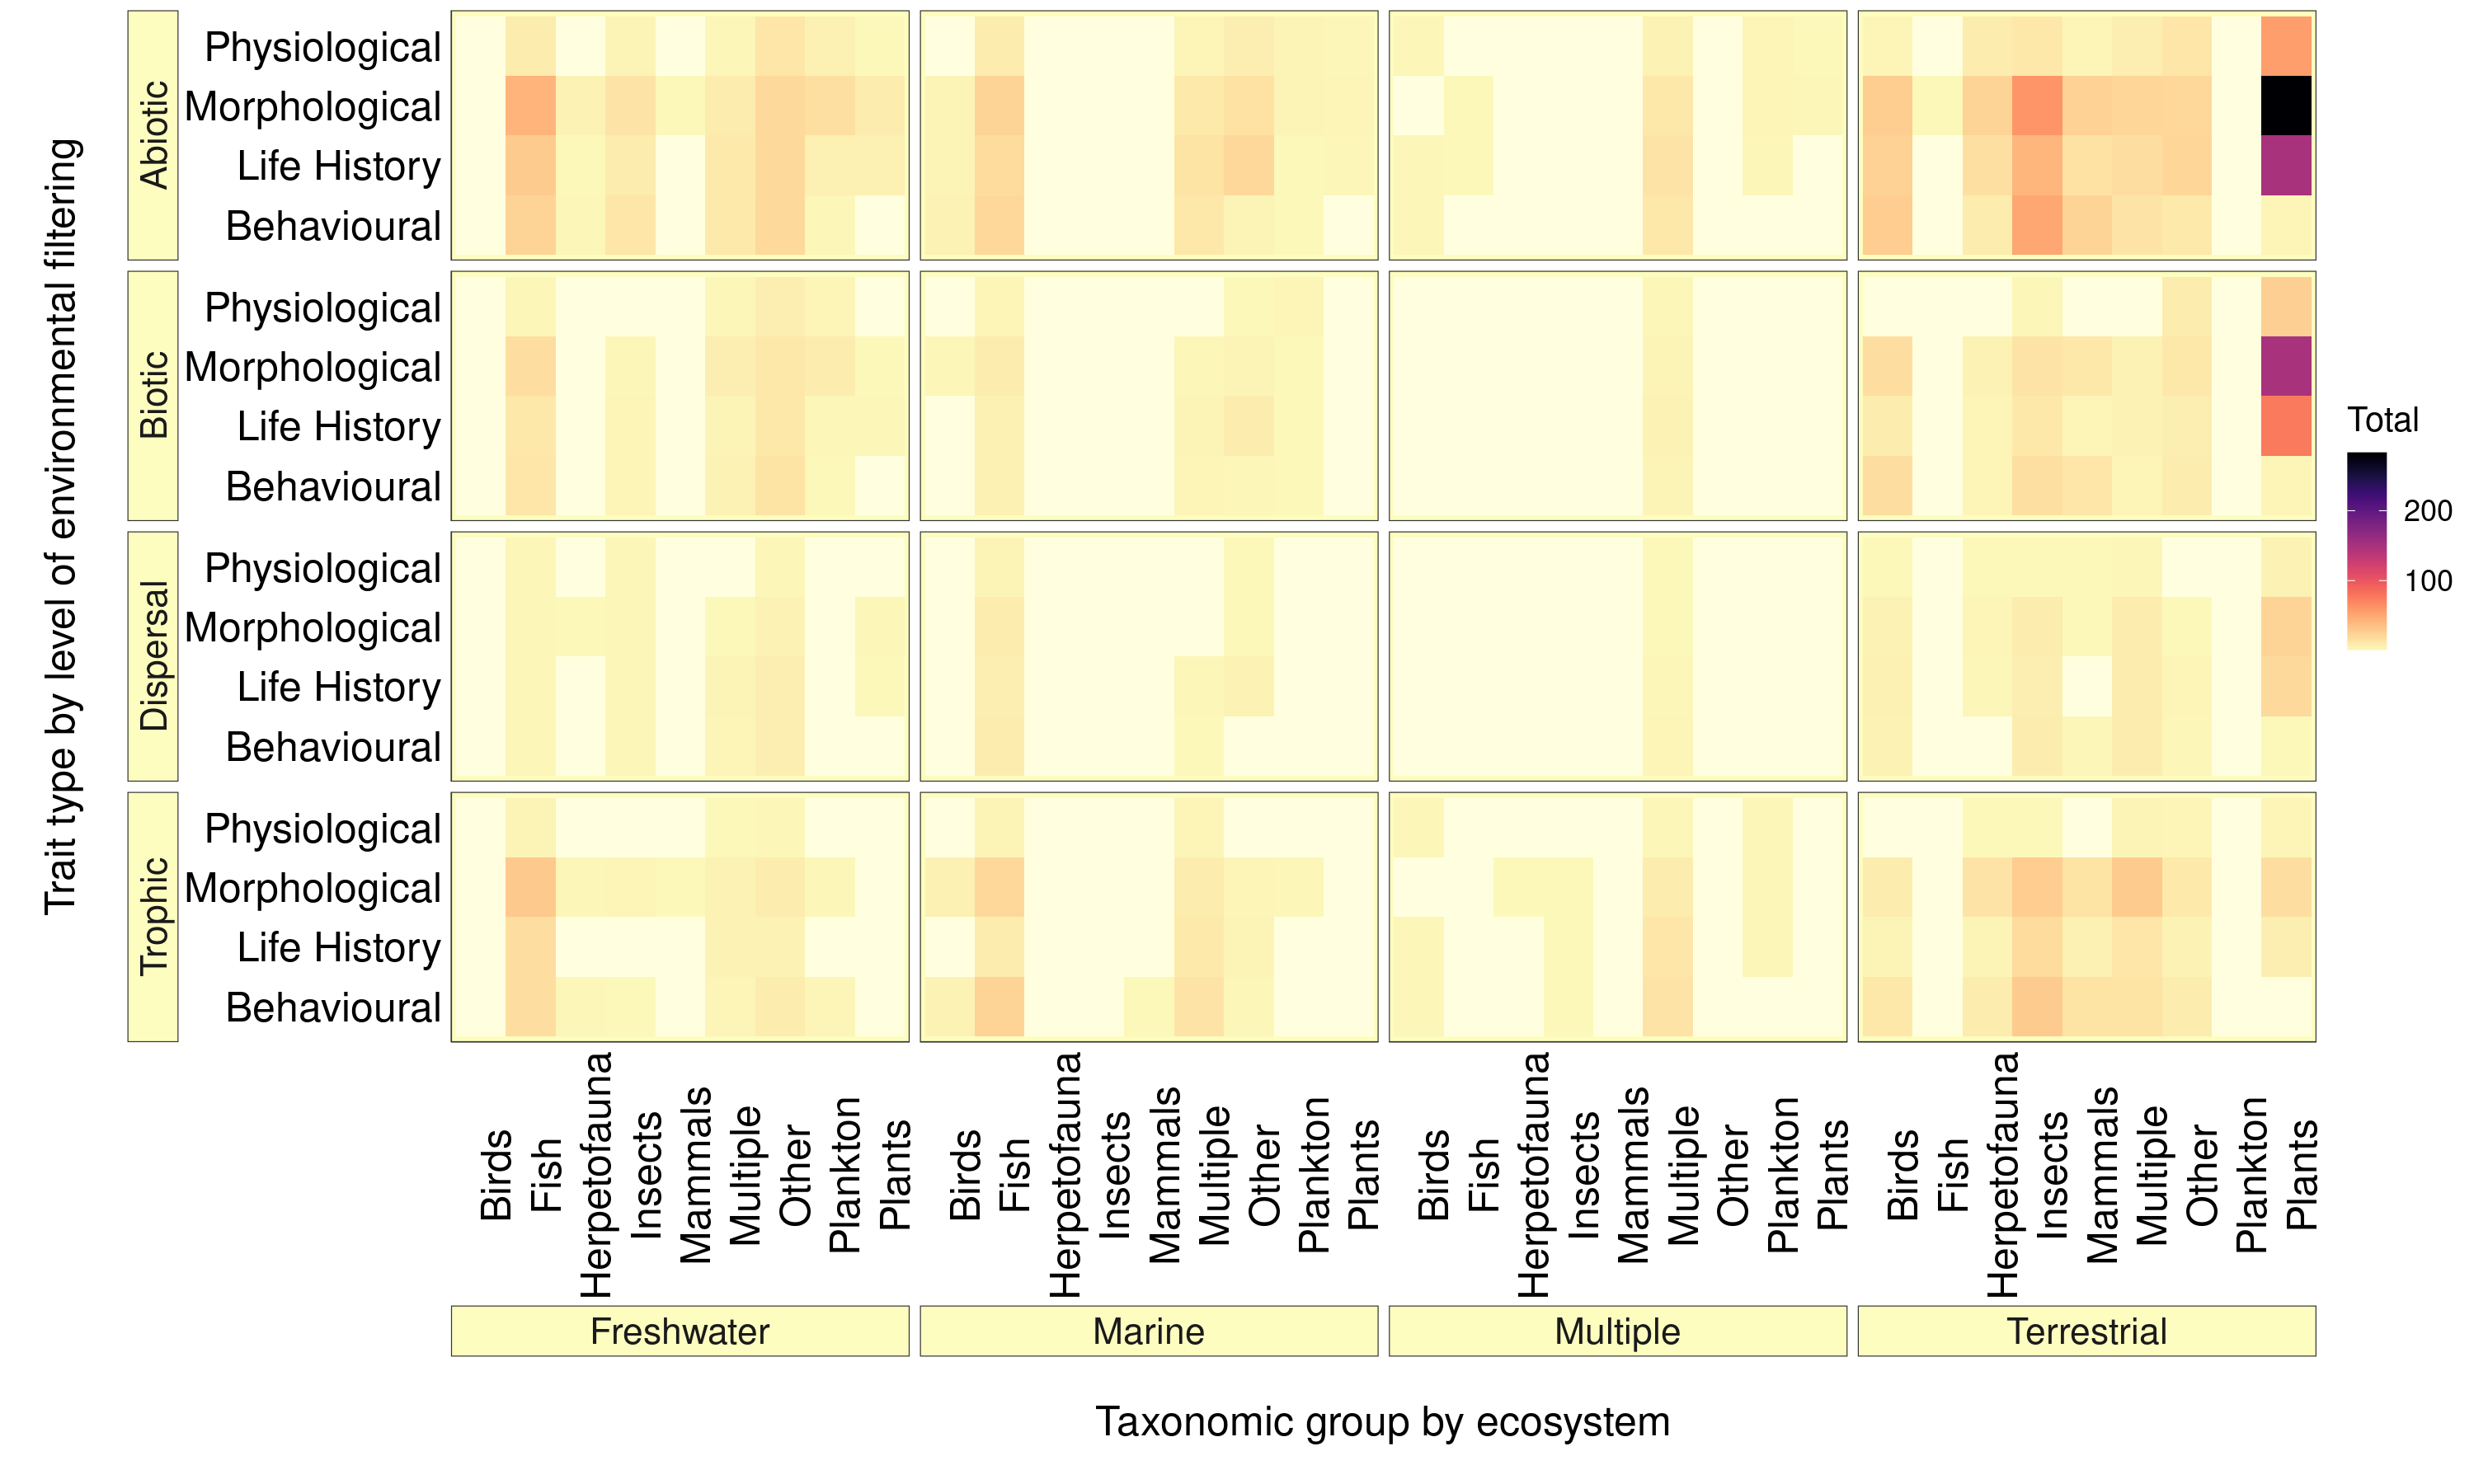 Trait type by level of environmental filtering
Abiotic
Physiological
Morphological
Life History
Behavioural
Biotic
Physiological
Morphological
Life History
Behavioural
Dispersal
Physiological
Morphological
Life History
Behavioural
Trophic
Physiological
Morphological
Life History
Behavioural
Total
200
100
Birds
Fish
Herpetofauna
Insects
Mammals
Multiple
Other
Plankton
Plants
Birds
Fish
Herpetofauna
Insects
Mammals
Multiple
Other
Plankton
Plants
Birds
Fish
Herpetofauna
Insects
Mammals
Multiple
Other
Plankton
Plants
Birds
Fish
Herpetofauna
Insects
Mammals
Multiple
Other
Plankton
Plants
Freshwater
Marine
Multiple
Terrestrial
Taxonomic group by ecosystem